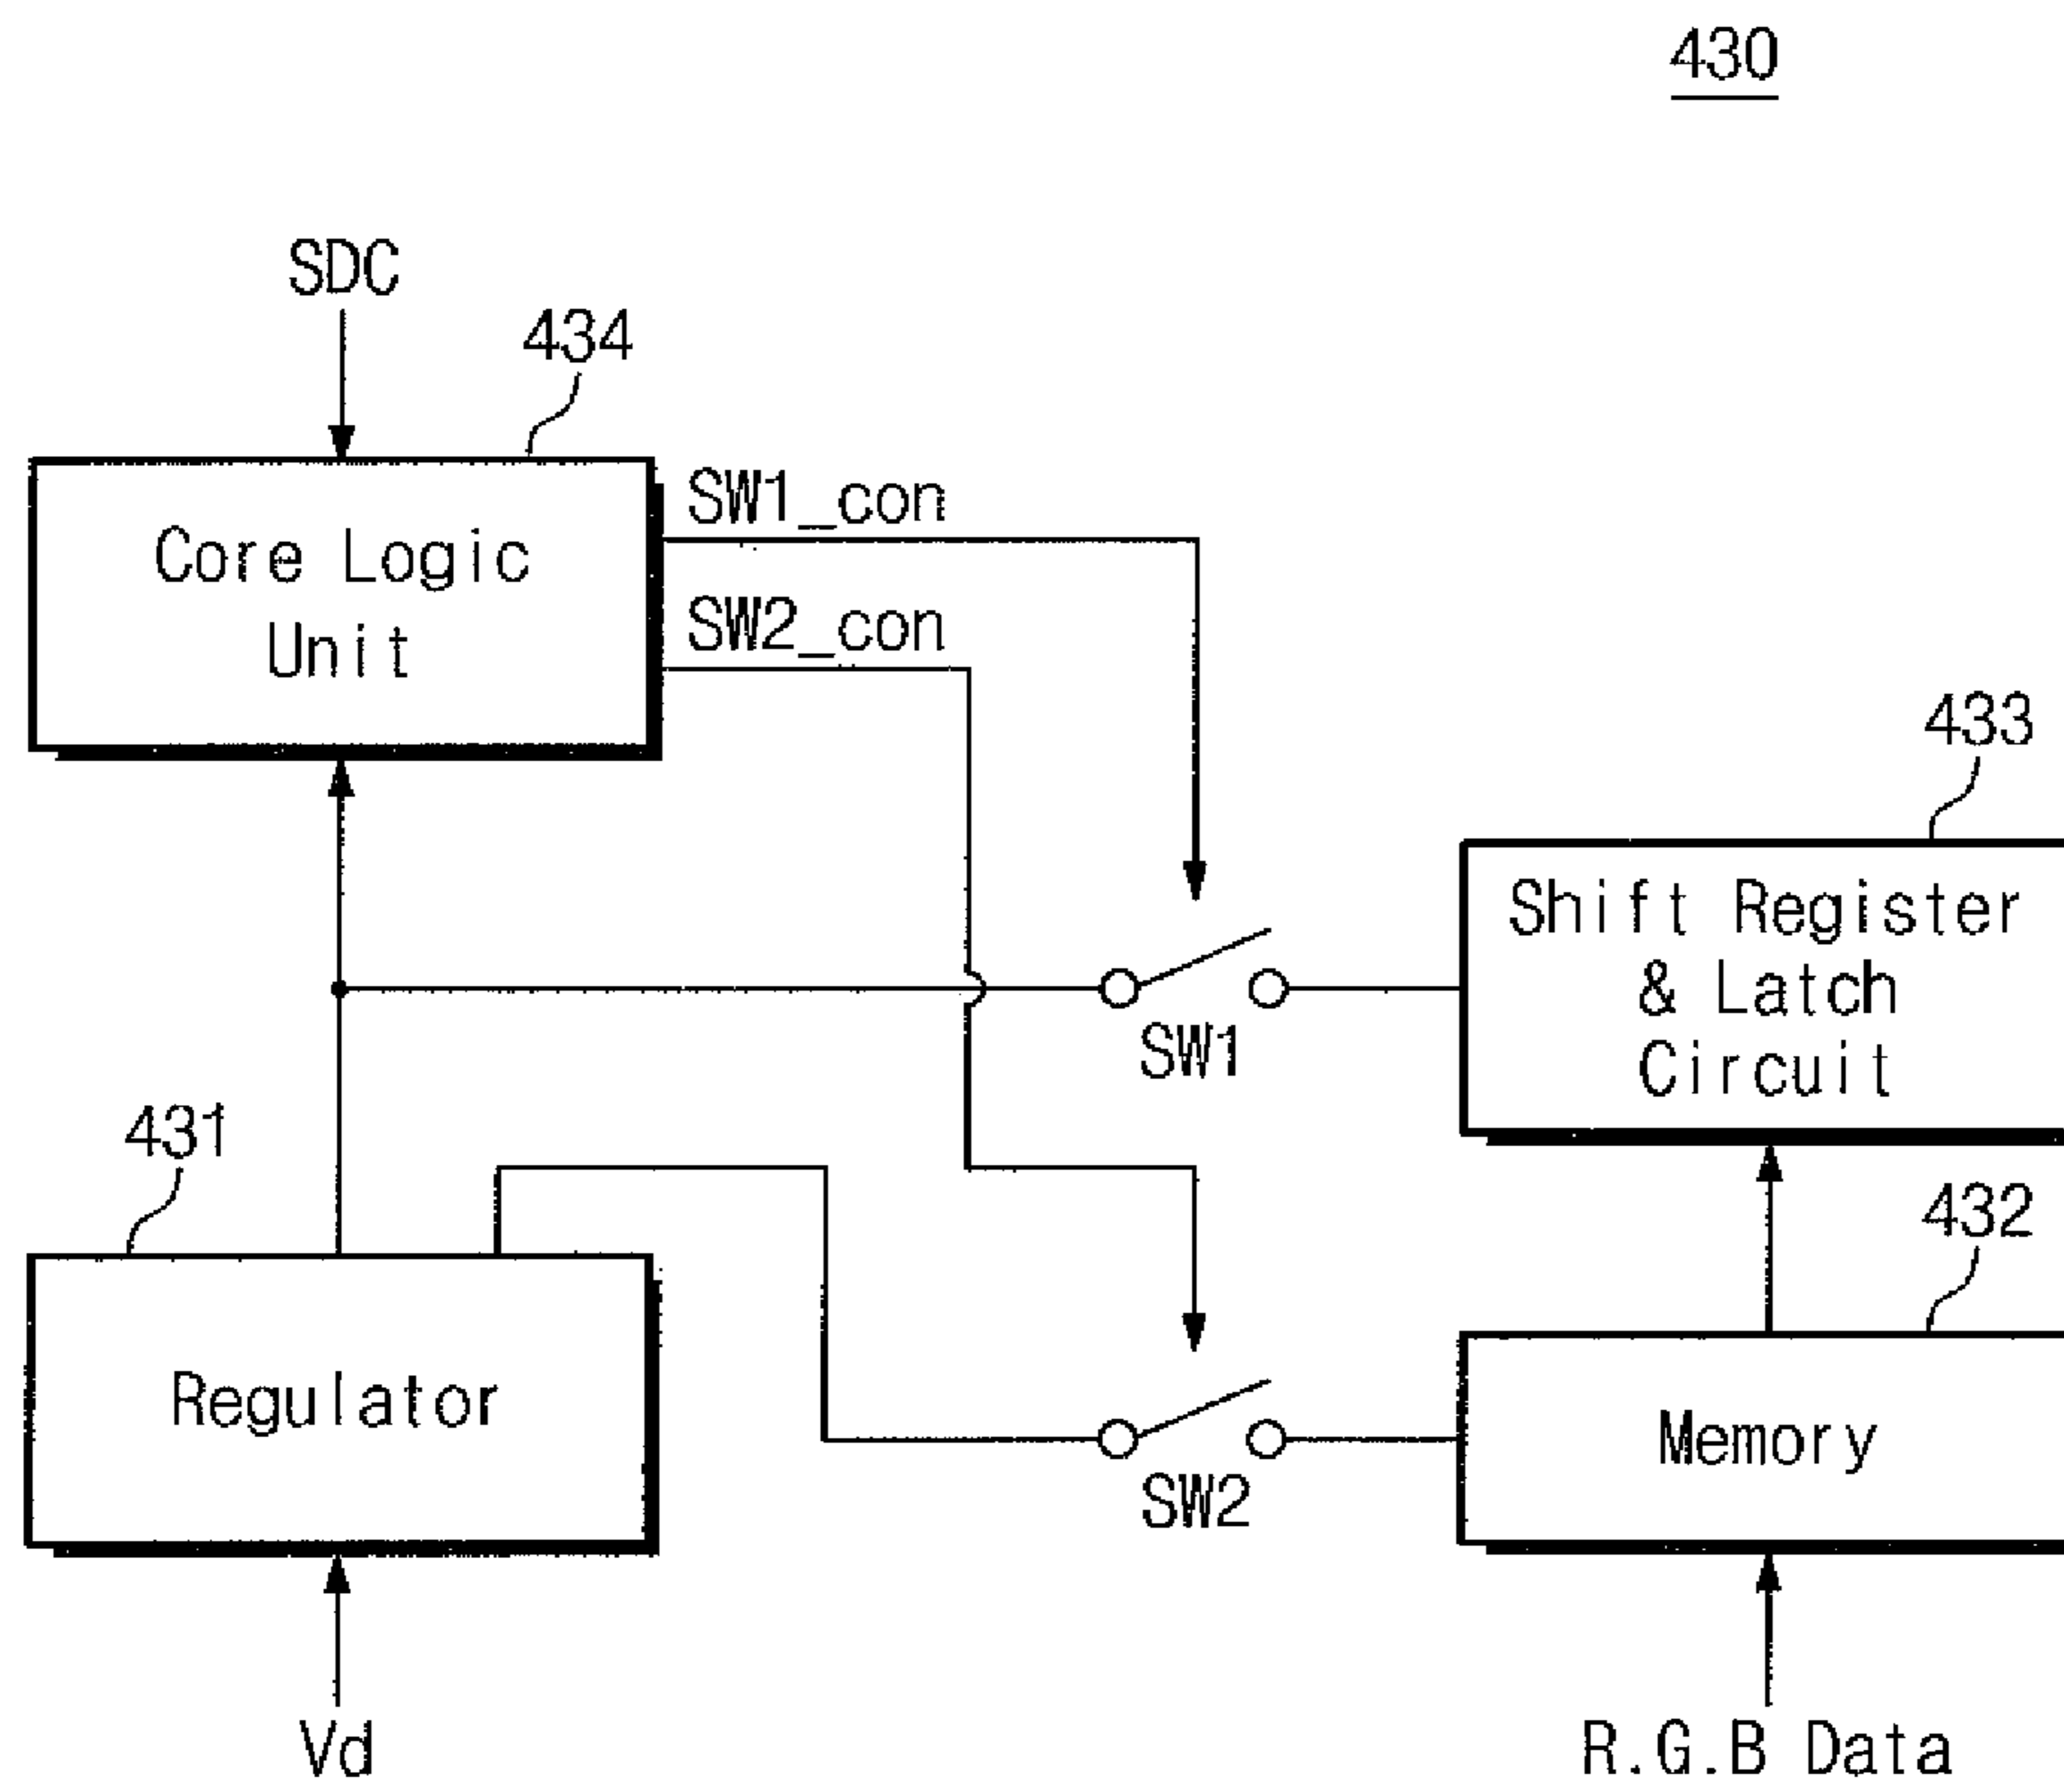 430
SDC
434
SW1_con
Core Logic
Unit
SW2_con
433
Shift Register
& Latch
Circuit
SW1
431
432
Regulator
Memory
SW2
Vd
R.G.B Data